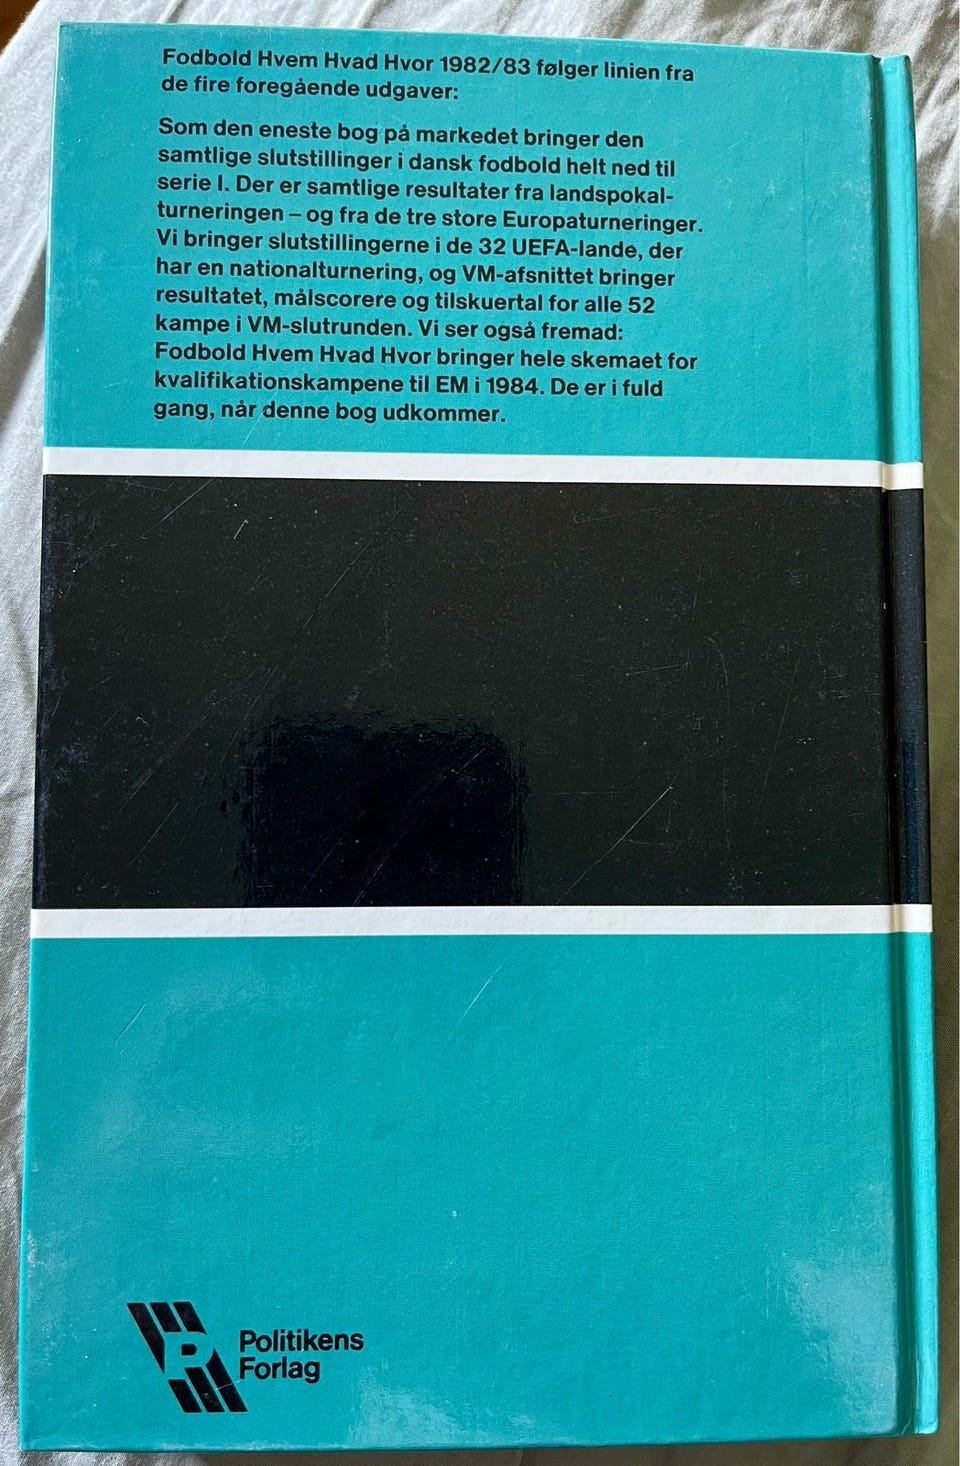 Fodbold Hvem Hvad Hvor 1982/83 følger linien fra
de fire foregående udgaver:
Som den eneste bog på markedet bringer den
samtlige slutstillinger i dansk fodbold helt ned til
serie I. Der er samtlige resultater fra landspokal-
turneringen – og fra de tre store Europaturneringer.
Vi bringer slutstillingerne i de 32 UEFA-lande, der
har en nationalturnering, og VM-afsnittet bringer
resultatet, målscorere og tilskuertal for alle 52
kampe i VM-slutrunden. Vi ser også fremad:
Fodbold Hvem Hvad Hvor bringer hele skemaet for
kvalifikationskampene til EM i 1984. De er i fuld
gang, når denne bog udkommer.
P
Politikens
Forlag